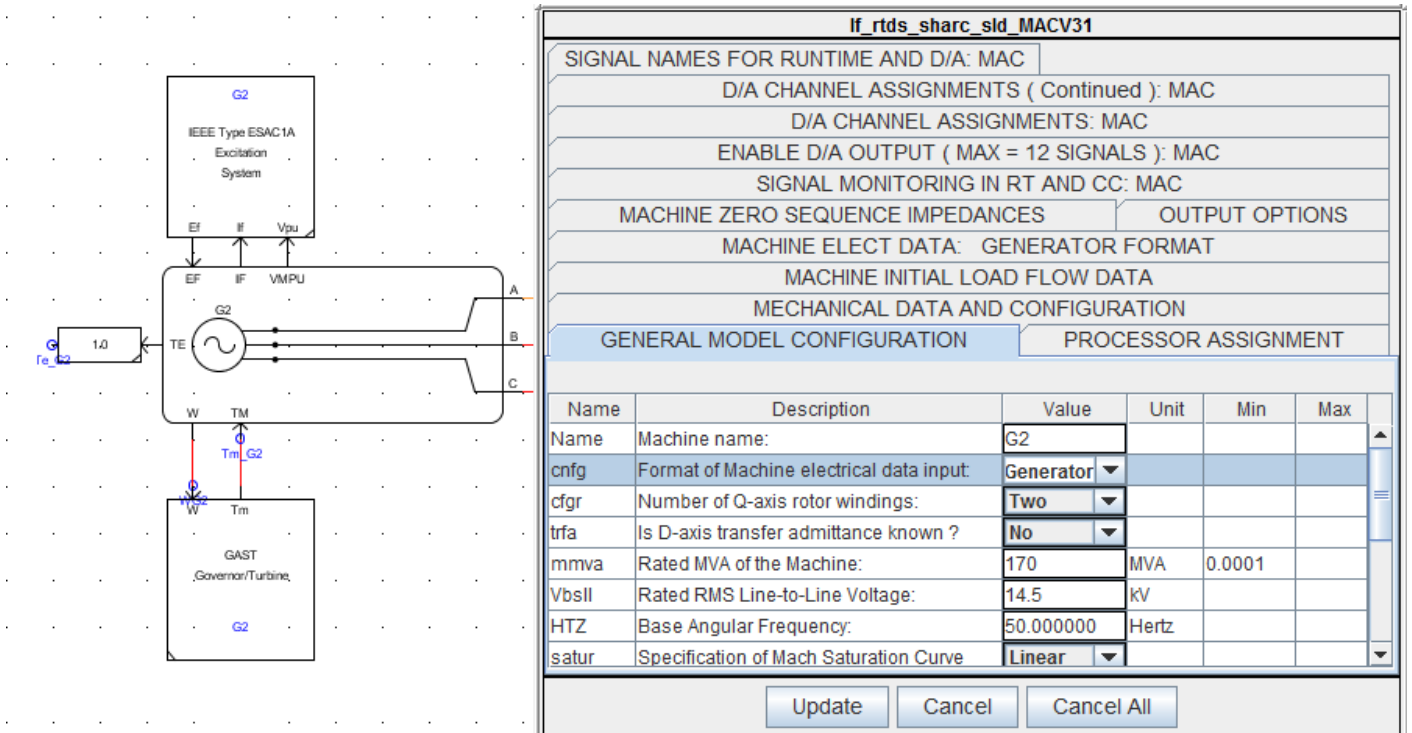 G2
IEEE Type ESAC1A
Excitation
System
Ef If Vpu
EF IF VMPU
G2
A
B
C
1.0
TE
Te_G2
W TM
Tm_G2
WG2
W Tm
GAST
Governor/Turbine
G2
lf_rtds_sharc_sld_MACV31
SIGNAL NAMES FOR RUNTIME AND D/A: MAC
D/A CHANNEL ASSIGNMENTS ( Continued ): MAC
D/A CHANNEL ASSIGNMENTS: MAC
ENABLE D/A OUTPUT ( MAX = 12 SIGNALS ): MAC
SIGNAL MONITORING IN RT AND CC: MAC
MACHINE ZERO SEQUENCE IMPEDANCES OUTPUT OPTIONS
MACHINE ELECT DATA: GENERATOR FORMAT
MACHINE INITIAL LOAD FLOW DATA
MECHANICAL DATA AND CONFIGURATION
GENERAL MODEL CONFIGURATION PROCESSOR ASSIGNMENT
Name Description Value Unit Min Max
Name Machine name: G2
cnfg Format of Machine electrical data input: Generator
cfgr Number of Q-axis rotor windings: Two
trfa Is D-axis transfer admittance known ? No
mmva Rated MVA of the Machine: 170 MVA 0.0001
Vbsll Rated RMS Line-to-Line Voltage: 14.5 kV
HTZ Base Angular Frequency: 50.000000 Hertz
satur Specification of Mach Saturation Curve Linear
Update Cancel Cancel All